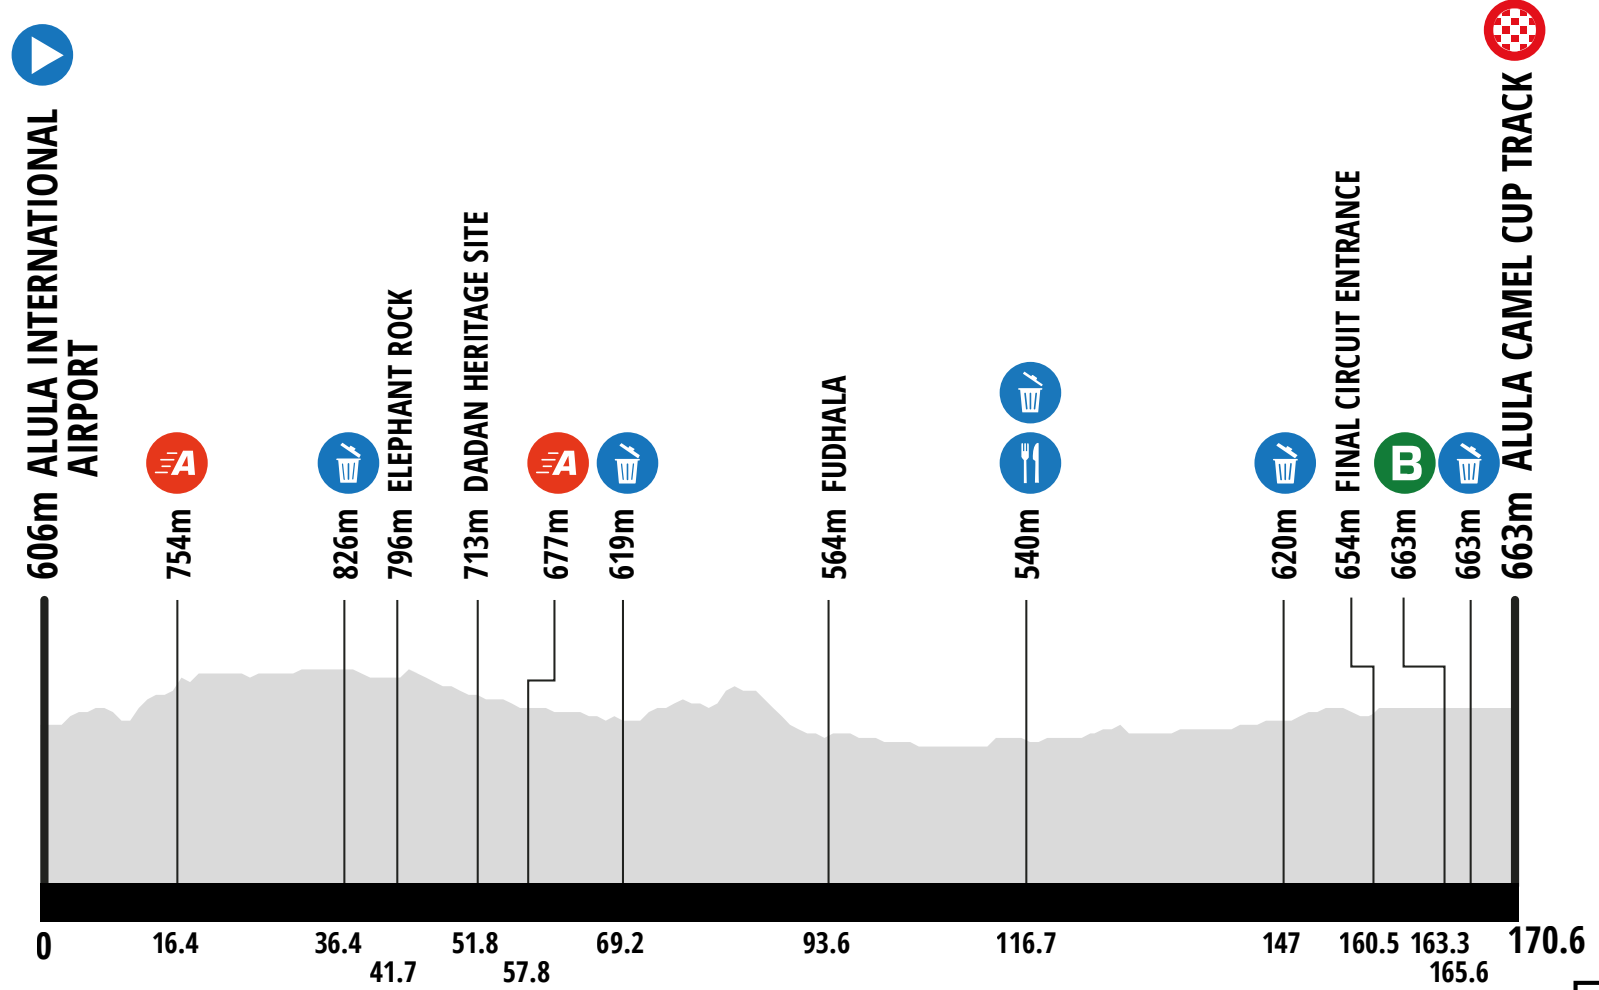 606m ALULA INTERNATIONAL
AIRPORT
A
754m
826m
796m ELEPHANT ROCK
713m DADAN HERITAGE SITE
A
677m
619m
564m FUDHALA
540m
620m
654m FINAL CIRCUIT ENTRANCE
B
663m
663m
663m ALULA CAMEL CUP TRACK
0
16.4
36.4
41.7
51.8
57.8
69.2
93.6
116.7
147
160.5
163.3
165.6
170.6